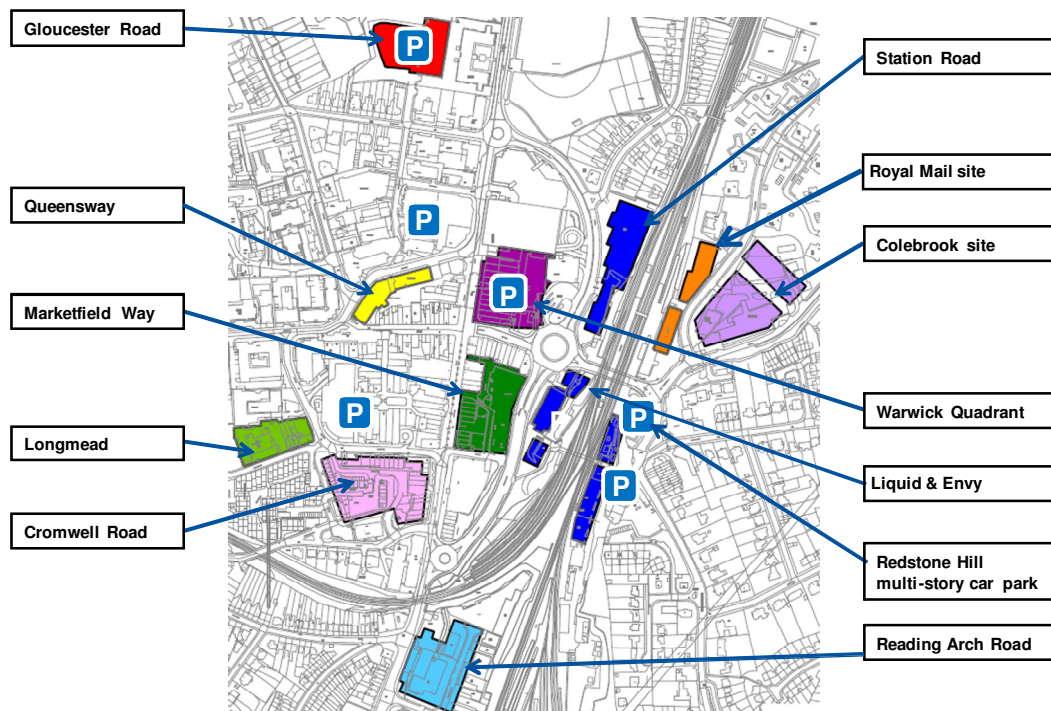 Gloucester Road
Queensway
Marketfield Way
Longmead
Cromwell Road
P
P
P
P
P
P
Station Road
Royal Mail site
Colebrook site
Warwick Quadrant
Liquid & Envy
Redstone Hill
multi-story car park
Reading Arch Road